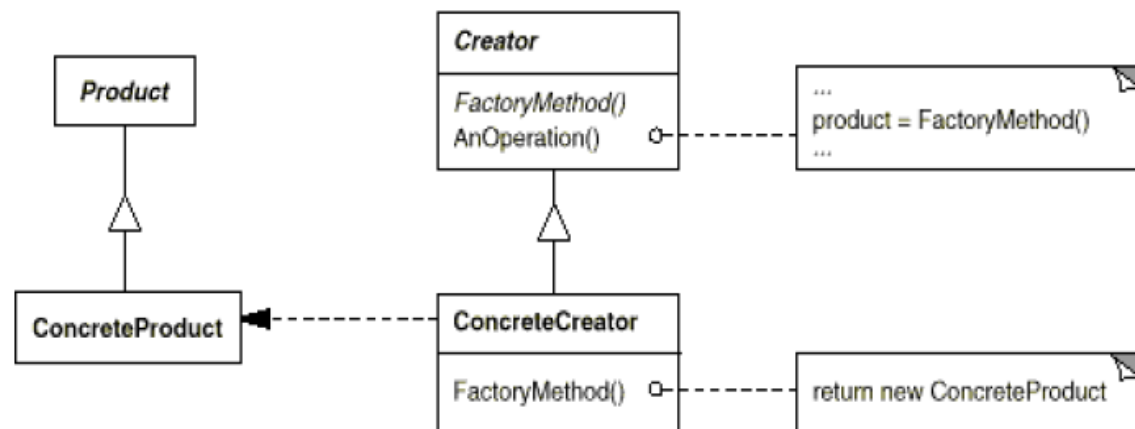 Creator
Product
FactoryMethod()
AnOperation()
...
product = FactoryMethod()
...
ConcreteProduct
ConcreteCreator
FactoryMethod()
return new ConcreteProduct